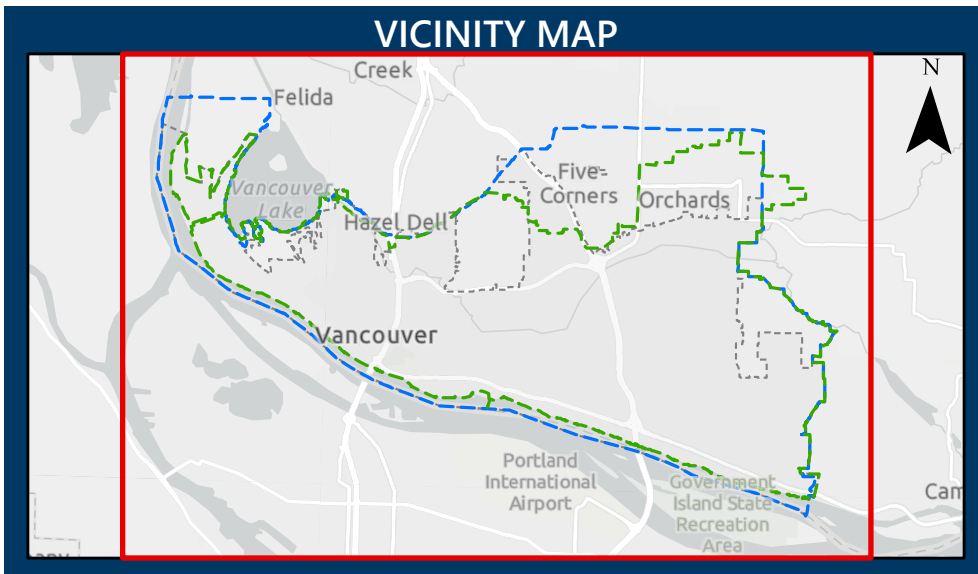 VICINITY MAP
Creek
N
Felida
Five
Corners
Vancouver
Lake
Orchards
Hazel Dell
Vancouver
Portland
International
Airport
Government
Island State
Recreation
Area
Cam